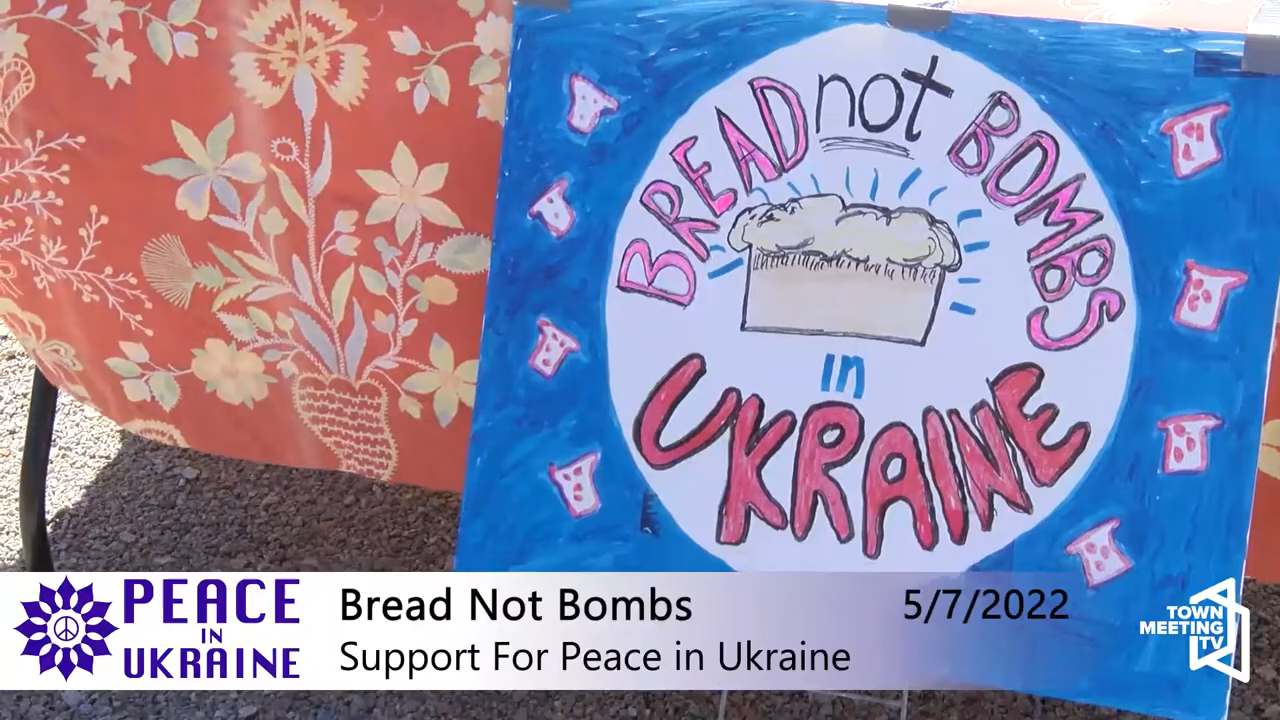 BREAD not BOMBS
in
UKRAINE
PEACE
IN
UKRAINE
Bread Not Bombs
5/7/2022
Support For Peace in Ukraine
TOWN
MEETING
TV